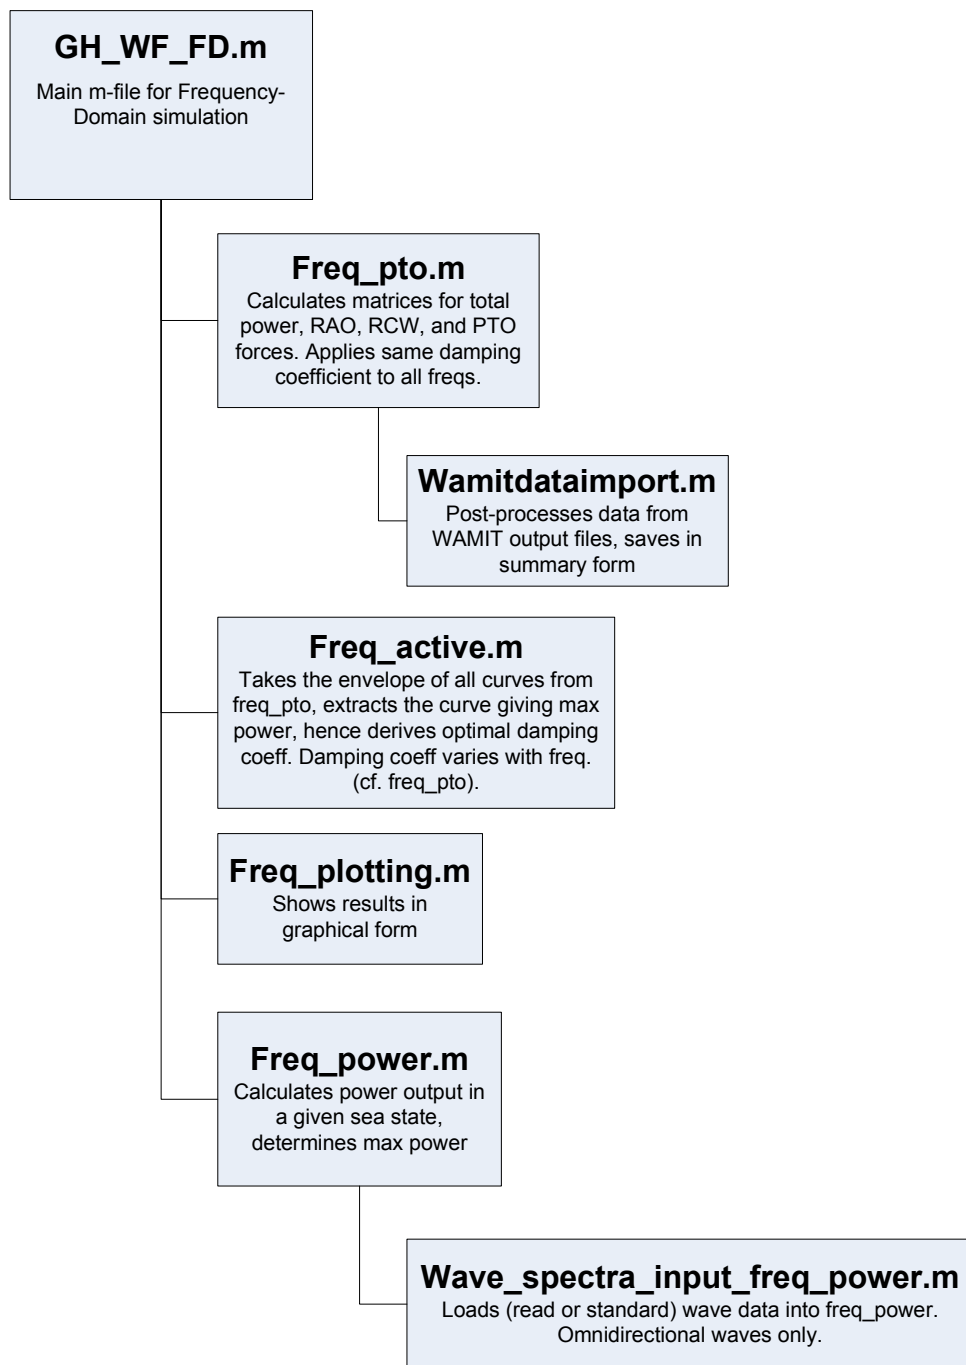 GH_WF_FD.m
Main m-file for Frequency-
Domain simulation
Freq_pto.m
Calculates matrices for total
power, RAO, RCW, and PTO
forces. Applies same damping
coefficient to all freqs.
Wamitdataimport.m
Post-processes data from
WAMIT output files, saves in
summary form
Freq_active.m
Takes the envelope of all curves from
freq_pto, extracts the curve giving max
power, hence derives optimal damping
coeff. Damping coeff varies with freq.
(cf. freq_pto).
Freq_plotting.m
Shows results in
graphical form
Freq_power.m
Calculates power output in
a given sea state,
determines max power
Wave_spectra_input_freq_power.m
Loads (read or standard) wave data into freq_power.
Omnidirectional waves only.